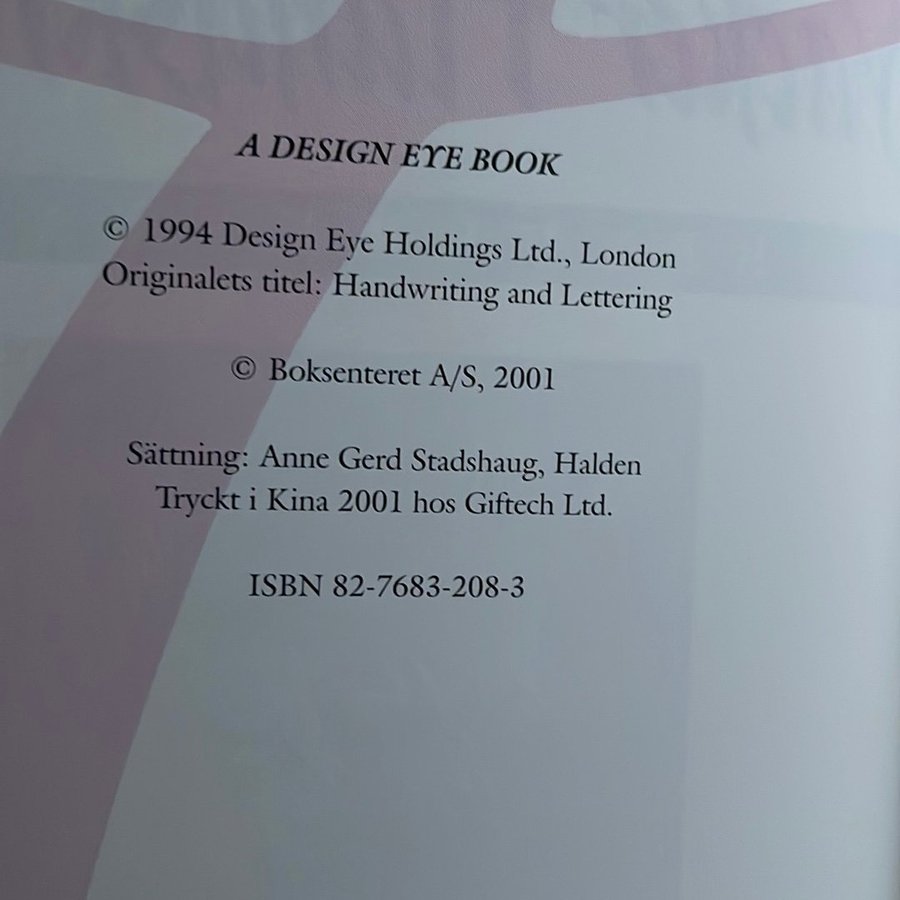 A DESIGN EYE BOOK
© 1994 Design Eye Holdings Ltd., London
Originalets titel: Handwriting and Lettering
© Boksenteret A/S, 2001
Sättning: Anne Gerd Stadshaug, Halden
Tryckt i Kina 2001 hos Giftech Ltd.
ISBN 82-7683-208-3